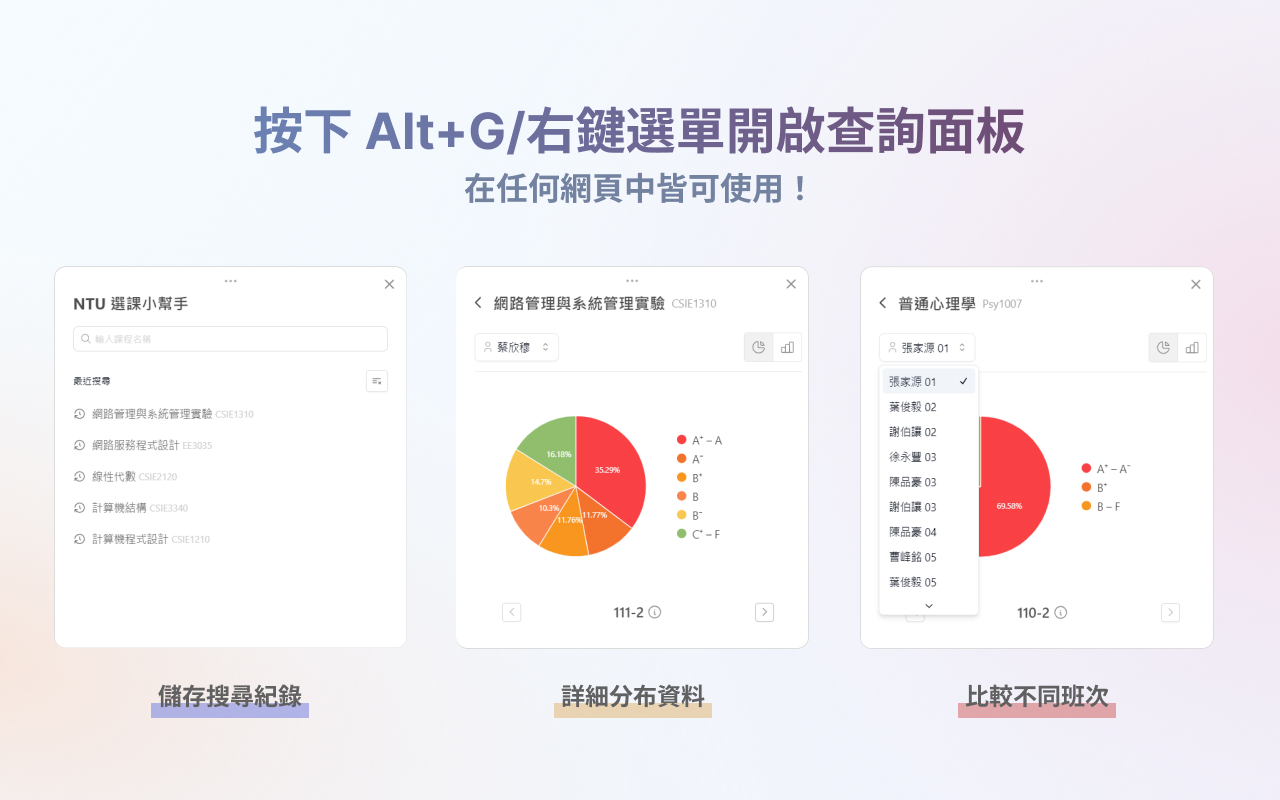 按下 Alt+G/右鍵選單開啟查詢面板
在任何網頁中皆可使用！
NTU 選課小幫手
輸入課程名稱
最近搜尋
網路管理與系統管理實驗 CSIE1310
網路服務程式設計 EE3035
線性代數 CSIE2120
計算機結構 CSIE3340
計算機程式設計 CSIE1210
儲存搜尋紀錄
網路管理與系統管理實驗 CSIE1310
蔡欣穆
16.18%
35.29%
14.7%
10.3%
11.76%
11.77%
A⁺ – A
A⁻
B⁺
B
B⁻
C⁺ – F
111-2
詳細分布資料
普通心理學 Psy1007
張家源 01
張家源 01
葉俊毅 02
謝伯讓 02
徐永豐 03
陳品豪 03
謝伯讓 03
陳品豪 04
曹峰銘 05
葉俊毅 05
69.58%
A⁺ – A⁻
B⁺
B – F
110-2
比較不同班次